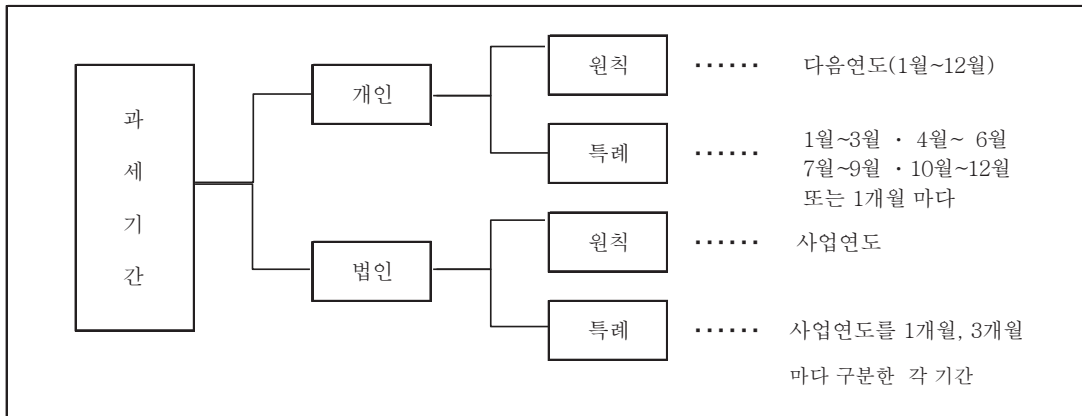 과
세
기
간
개인
원칙 ······ 다음연도(1월~12월)
특례 ······ 1월~3월 · 4월~ 6월
7월~9월 · 10월~12월
또는 1개월 마다
법인
원칙 ······ 사업연도
특례 ······ 사업연도를 1개월, 3개월
마다 구분한 각 기간